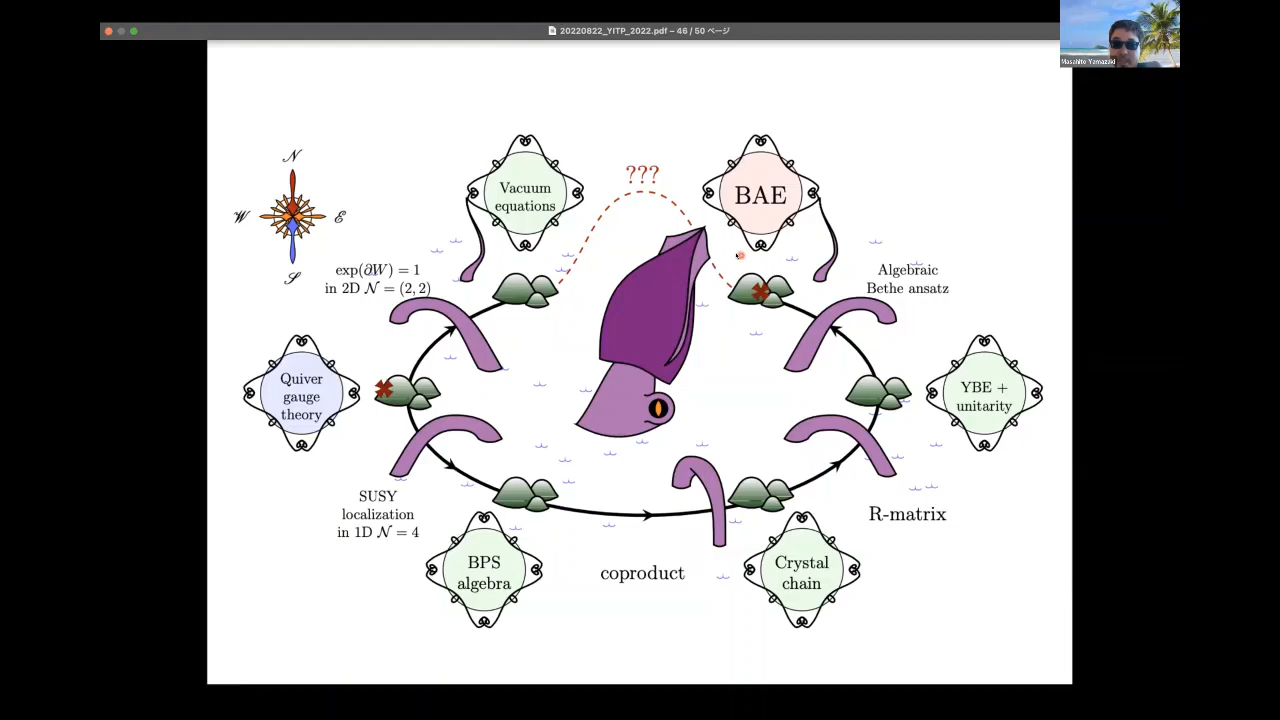 20220822_YITP_2022.pdf – 46 / 50 ページ
Masahito Yamazaki
N
W
E
S
Vacuum
equations
???
BAE
exp(∂W) = 1
in 2D 𝒩 = (2, 2)
Algebraic
Bethe ansatz
Quiver
gauge
theory
YBE +
unitarity
SUSY
localization
in 1D 𝒩 = 4
R-matrix
BPS
algebra
coproduct
Crystal
chain